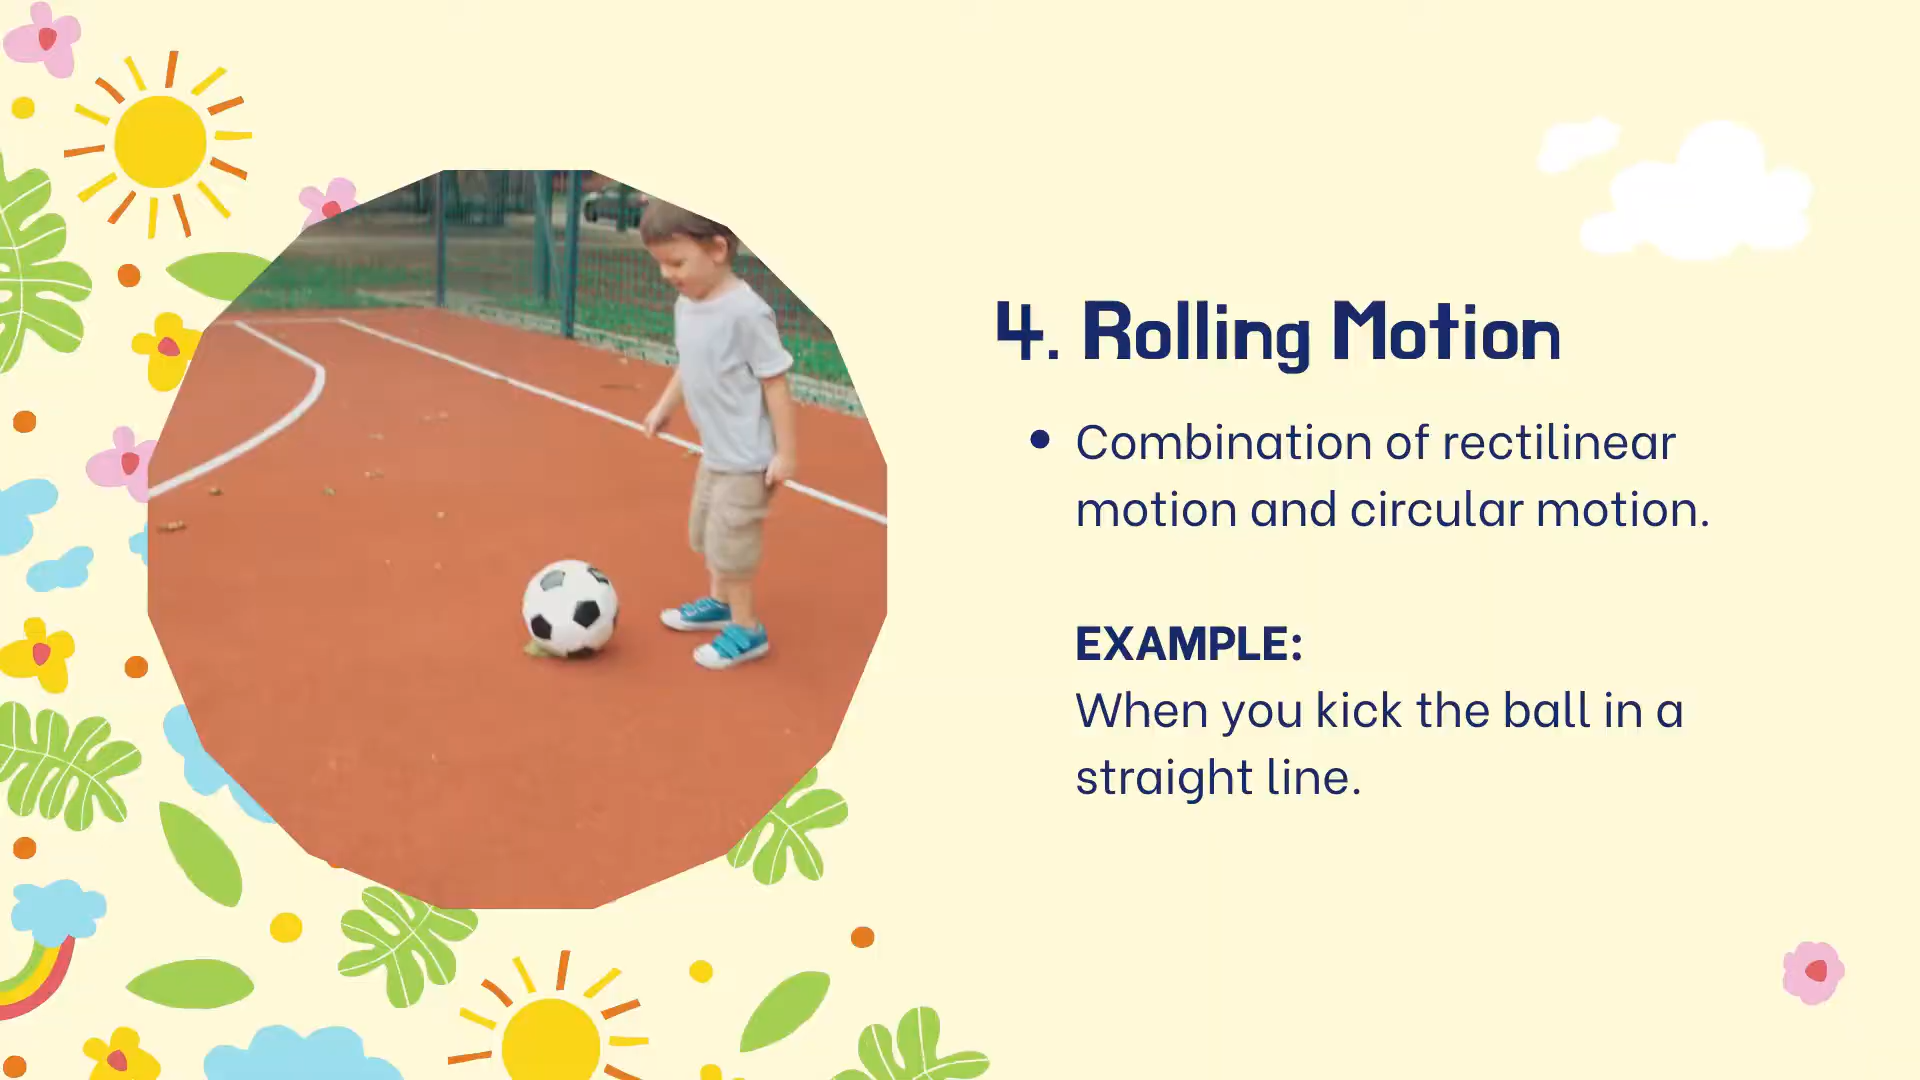 4. Rolling Motion
• Combination of rectilinear
motion and circular motion.
EXAMPLE:
When you kick the ball in a
straight line.